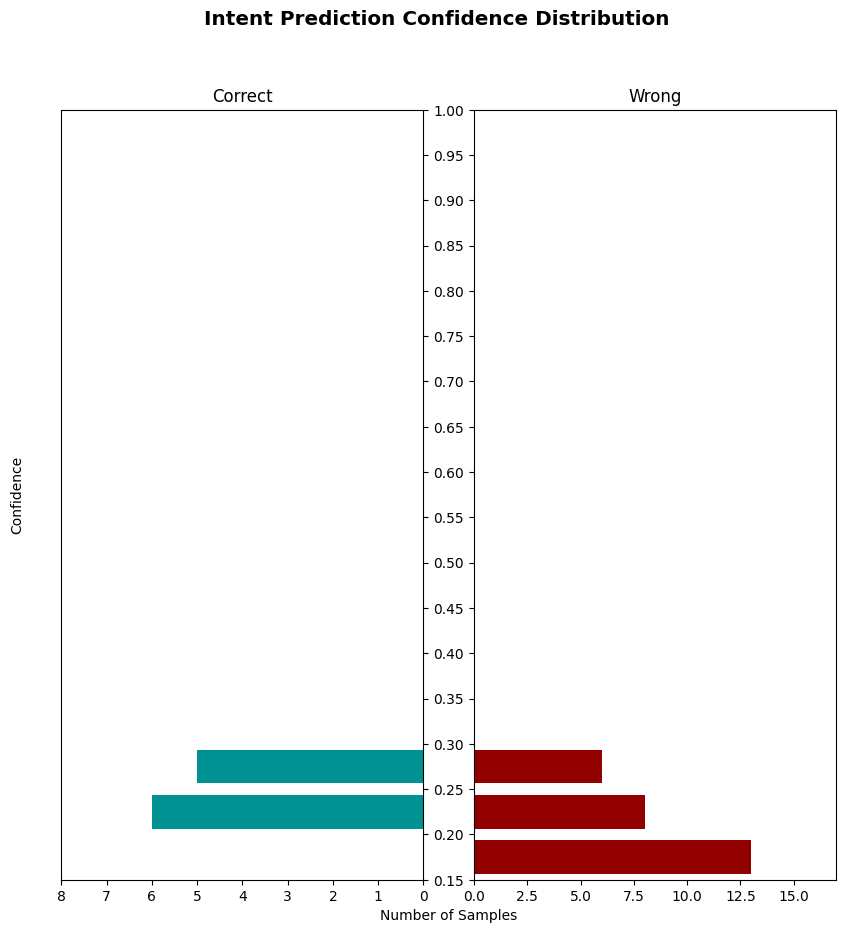 Intent Prediction Confidence Distribution
Correct
Wrong
1.00
0.95
0.90
0.85
0.80
0.75
0.70
0.65
0.60
0.55
0.50
0.45
0.40
0.35
0.30
0.25
0.20
0.15
Confidence
8 7 6 5 4 3 2 1 0
0.0 2.5 5.0 7.5 10.0 12.5 15.0
Number of Samples